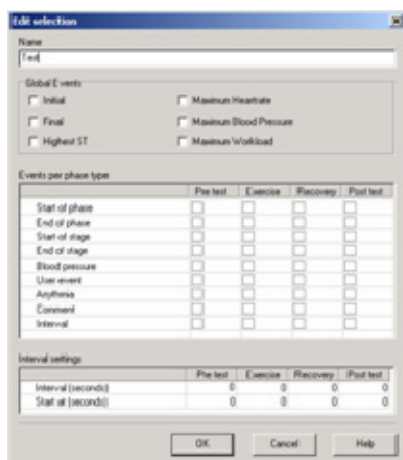 Edit selection
Name
Test
Global Events
Initial Maximum Heartrate
Final Maximum Blood Pressure
Highest ST Maximum Workload
Events per phase type
Pre test Exercise Recovery Post test
Start of phase
End of phase
Start of stage
End of stage
Blood pressure
User event
Arrythmia
Comment
Interval
Interval settings
Pre test Exercise Recovery Post test
Interval (seconds) 0 0 0 0
Start at (seconds) 0 0 0 0
OK Cancel Help